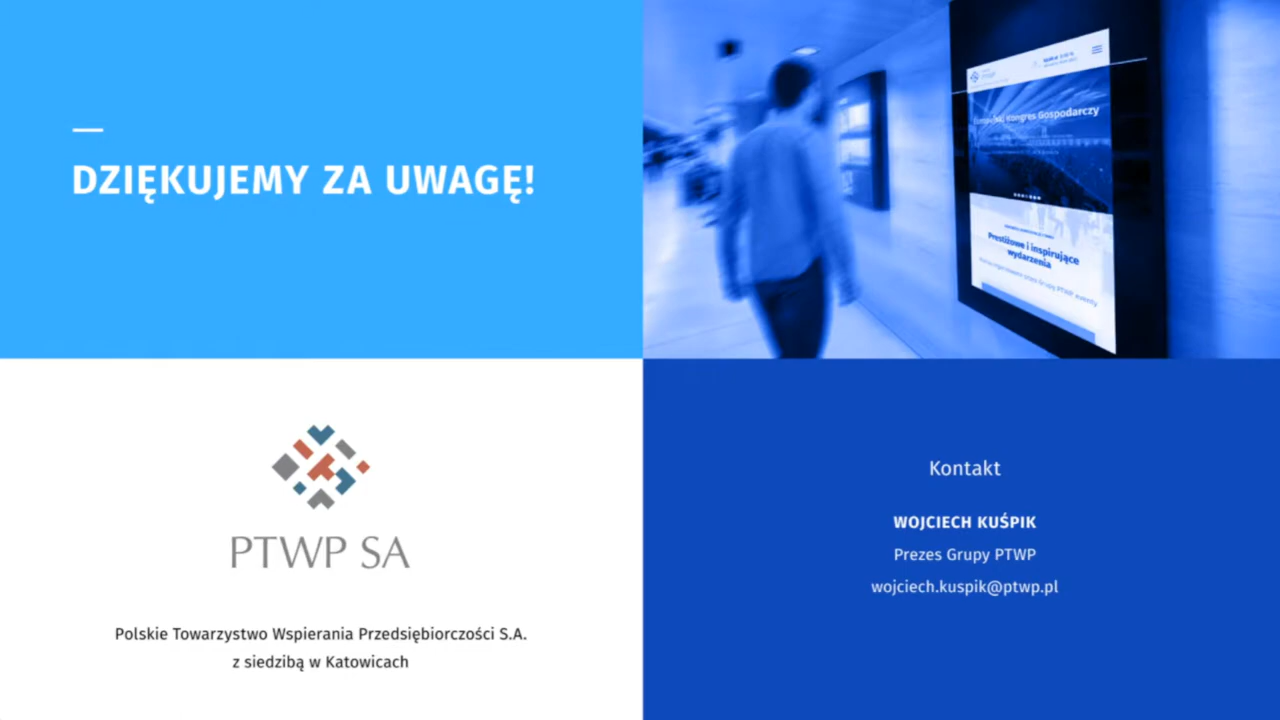 DZIĘKUJEMY ZA UWAGĘ!
Kongres Gospodarczy
Prestiżowe i inspirujące
wydarzenia
PTWP SA
Polskie Towarzystwo Wspierania Przedsiębiorczości S.A.
z siedzibą w Katowicach
Kontakt
WOJCIECH KUŚPIK
Prezes Grupy PTWP
wojciech.kuspik@ptwp.pl